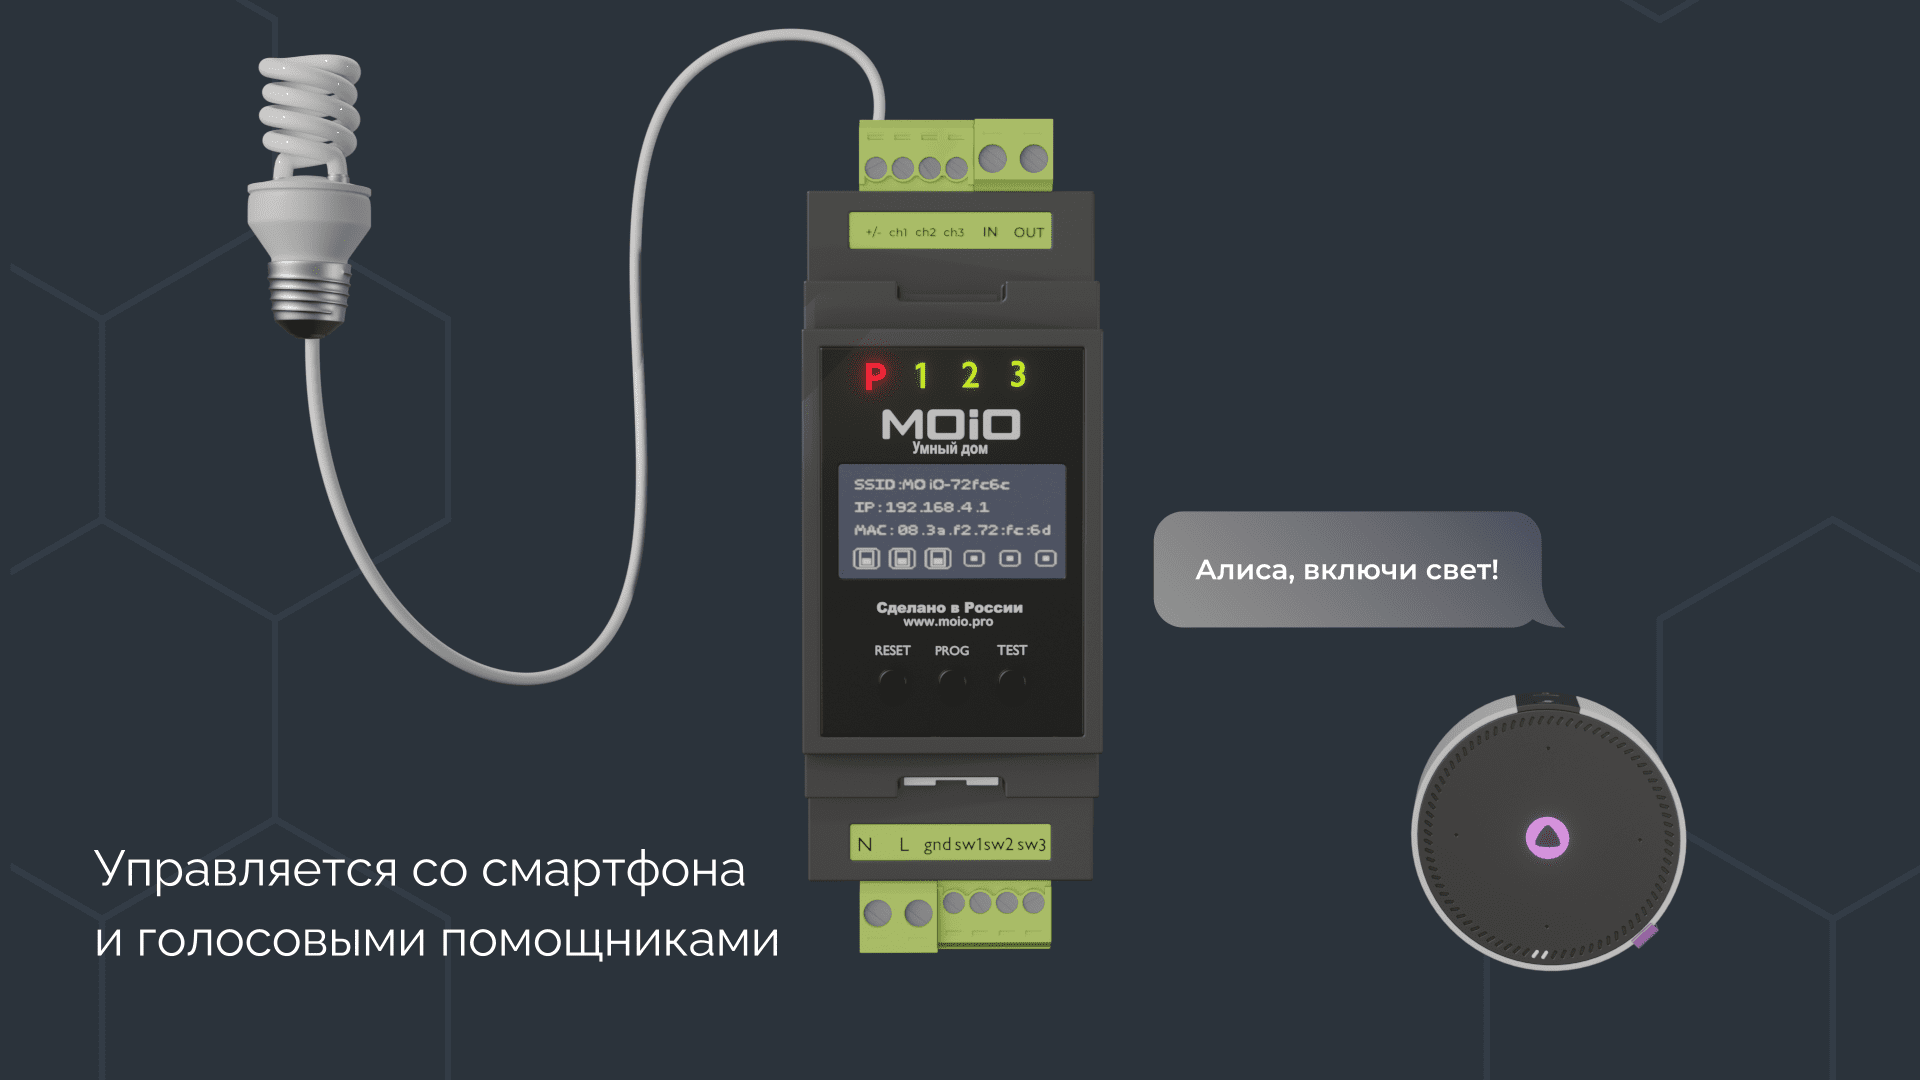 +/- ch1 ch2 ch3 IN OUT
P 1 2 3
MOiO
Умный дом
SSID:MOiO-72fc6c
IP:192.168.4.1
MAC:08.3a.f2.72:fc:6d
Сделано в России
www.moio.pro
RESET PROG TEST
Алиса, включи свет!
N L gnd sw1 sw2 sw3
Управляется со смартфона
и голосовыми помощниками